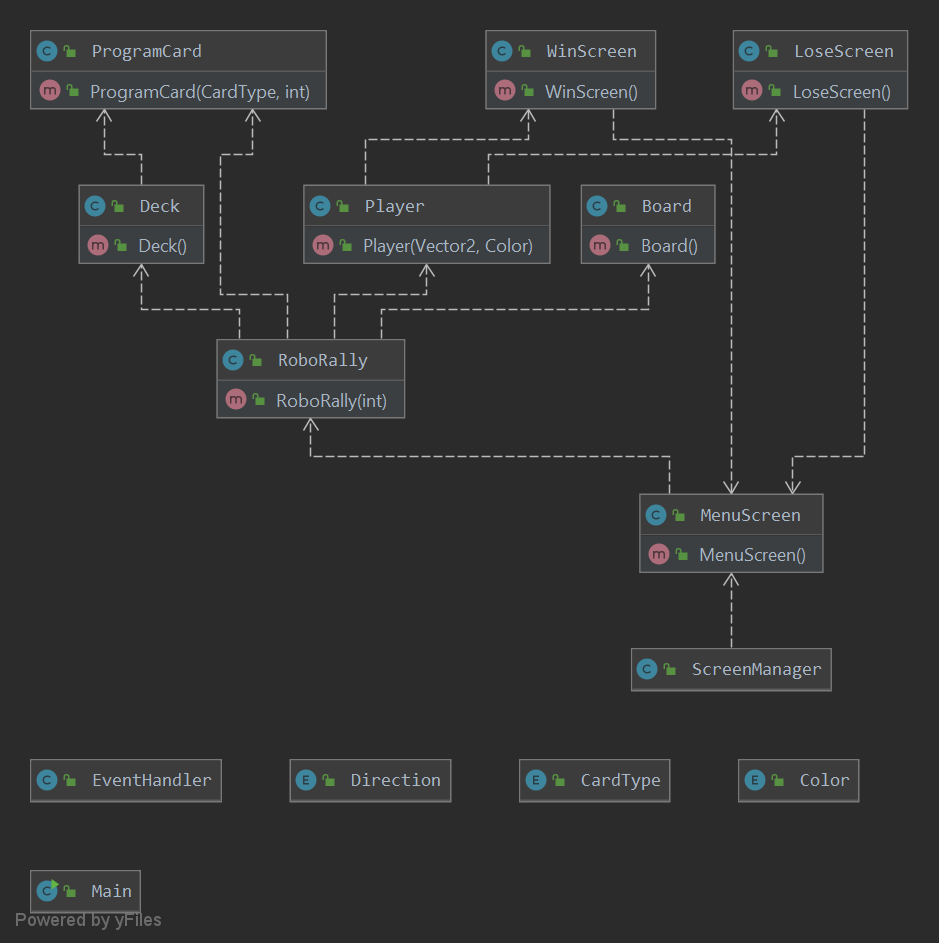 ProgramCard
ProgramCard(CardType, int)
WinScreen
WinScreen()
LoseScreen
LoseScreen()
Deck
Deck()
Player
Player(Vector2, Color)
Board
Board()
RoboRally
RoboRally(int)
MenuScreen
MenuScreen()
ScreenManager
EventHandler
Direction
CardType
Color
Main
Powered by yFiles